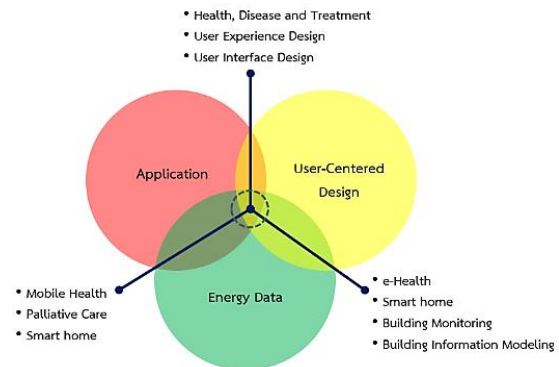 • Health, Disease and Treatment
• User Experience Design
• User Interface Design
Application
User-Centered
Design
Energy Data
• Mobile Health
• Palliative Care
• Smart home
• e-Health
• Smart home
• Building Monitoring
• Building Information Modeling